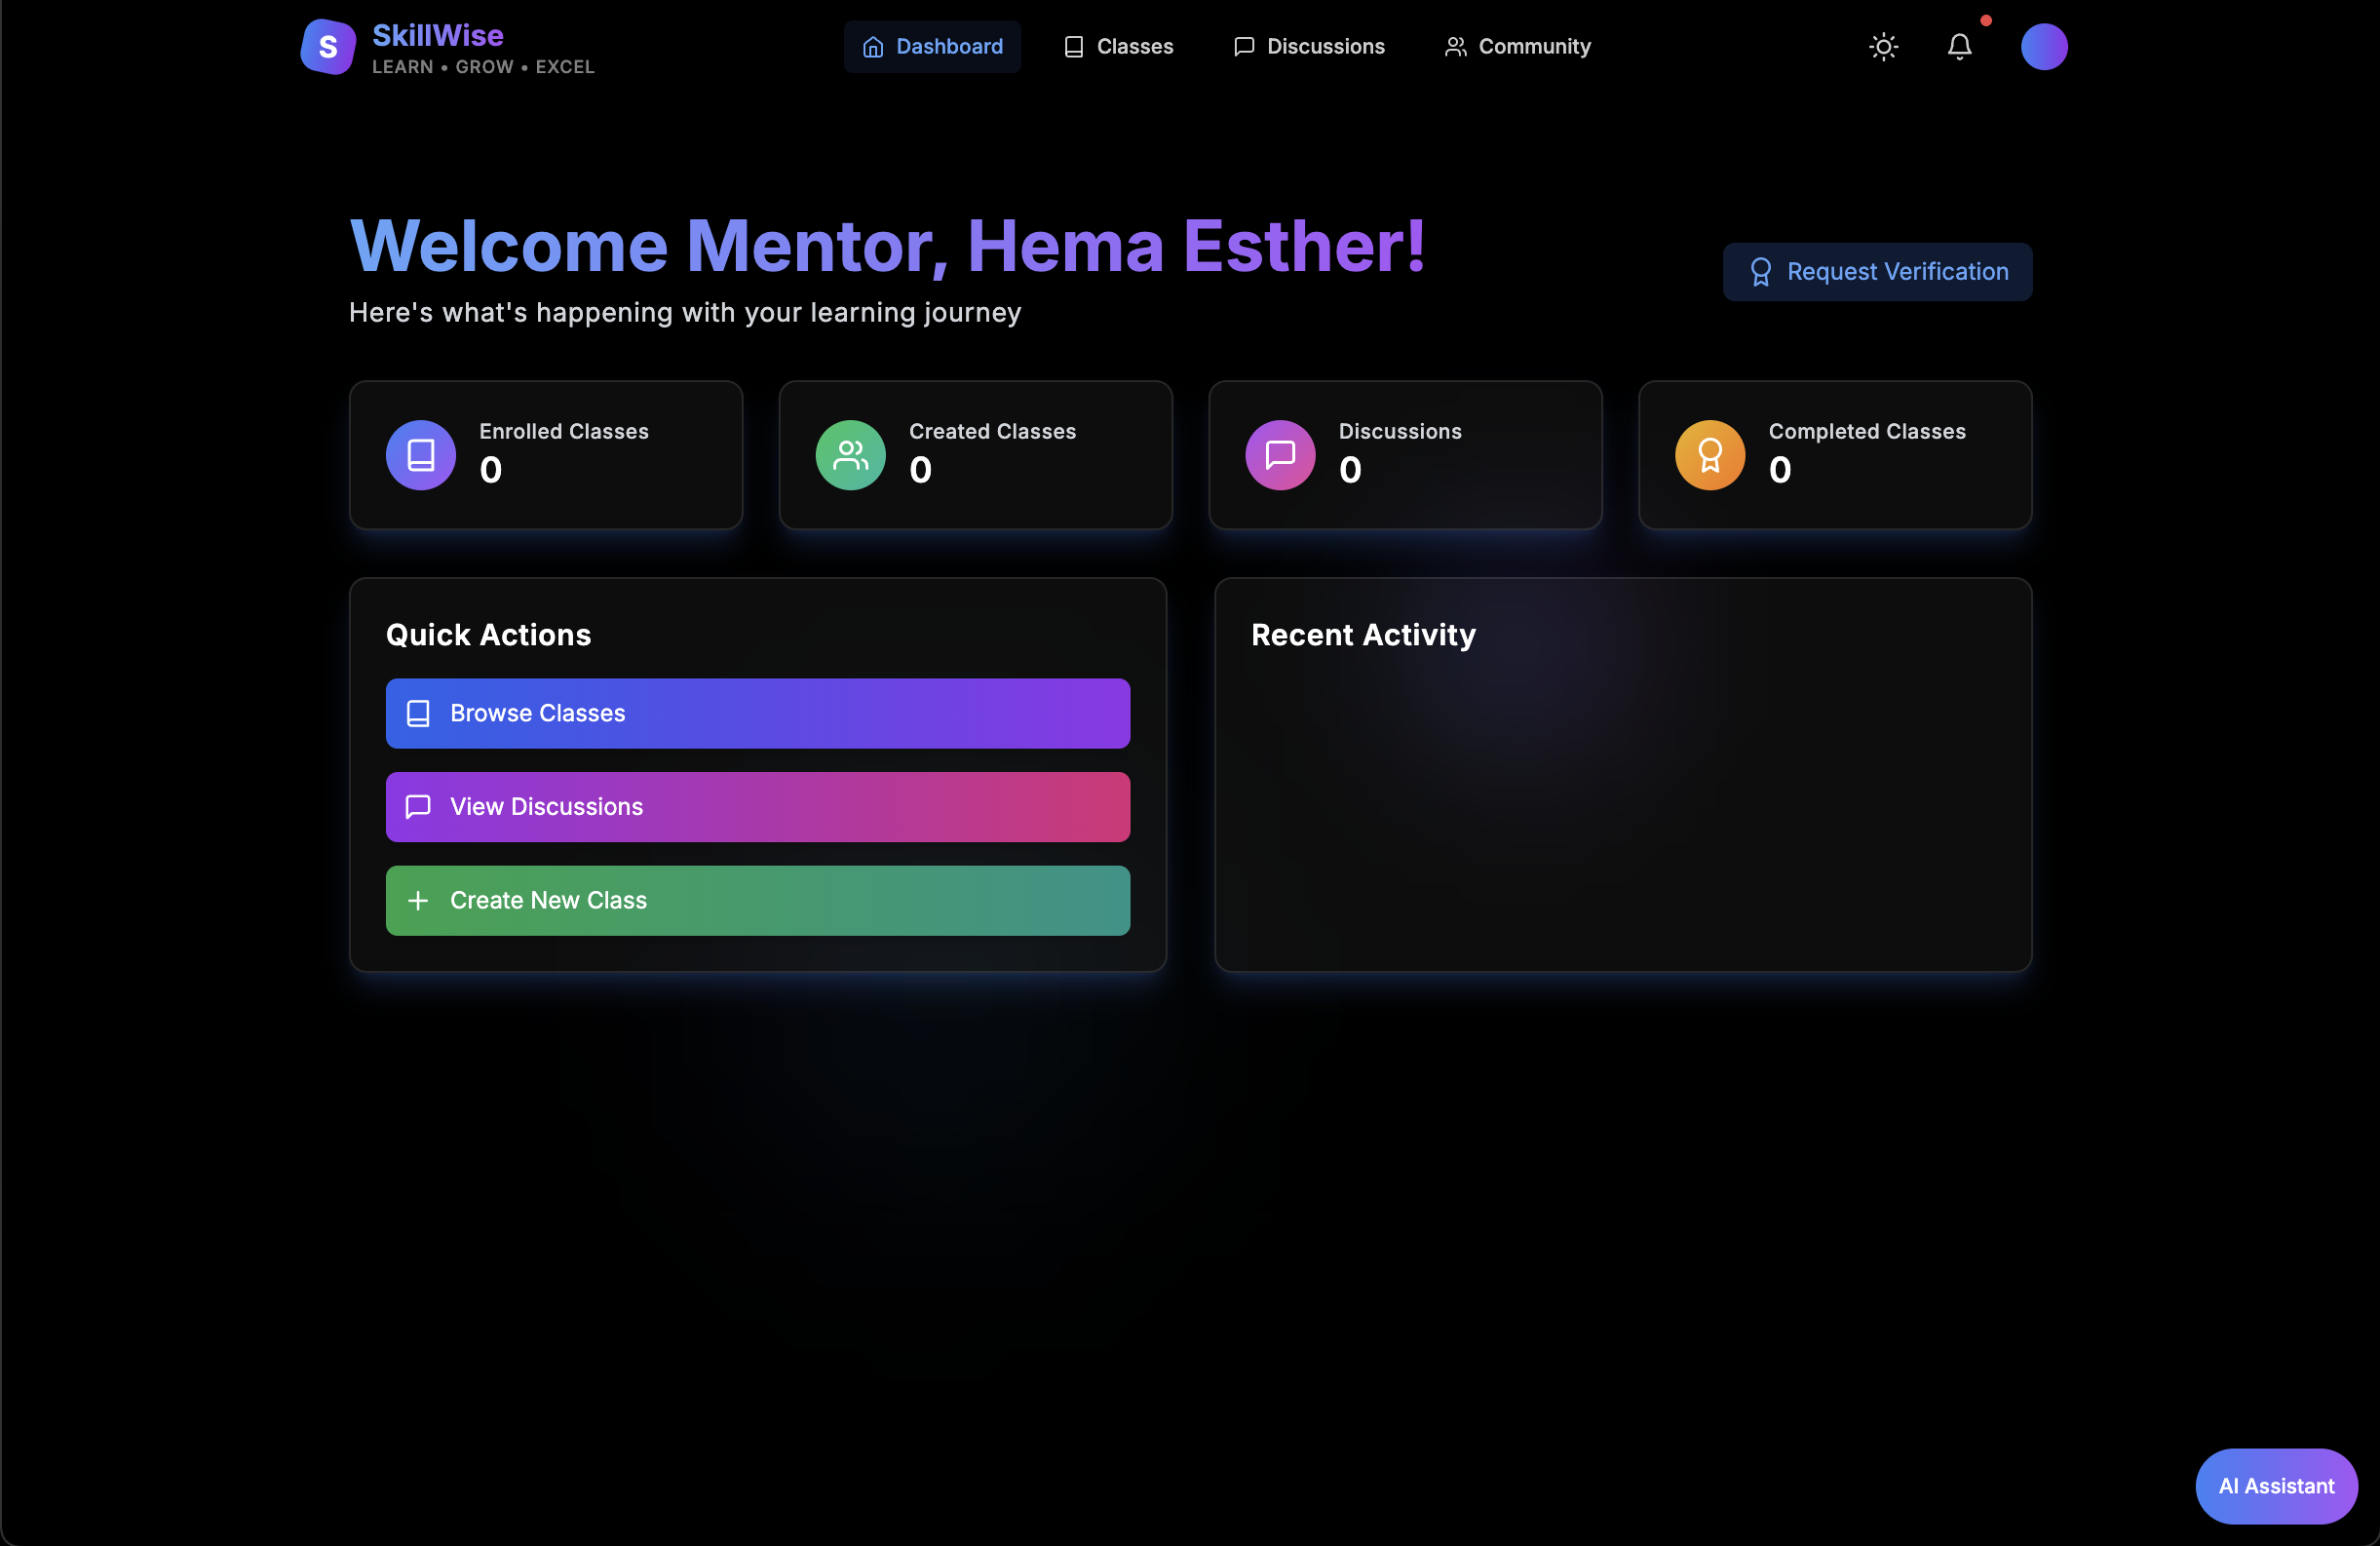 S
SkillWise
LEARN • GROW • EXCEL
Dashboard
Classes
Discussions
Community
Welcome Mentor, Hema Esther!
Here's what's happening with your learning journey
Request Verification
Enrolled Classes
0
Created Classes
0
Discussions
0
Completed Classes
0
Quick Actions
Browse Classes
View Discussions
Create New Class
Recent Activity
AI Assistant